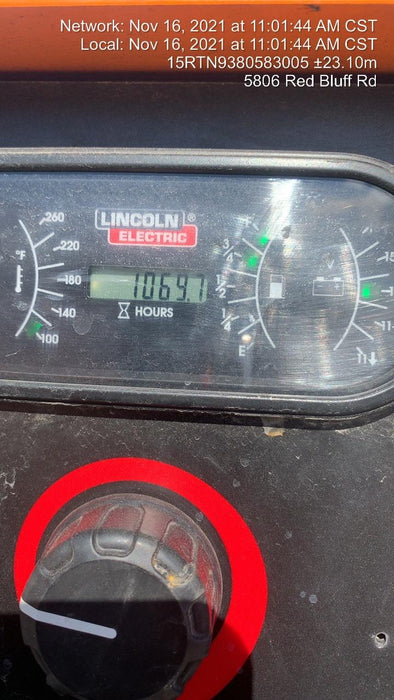 Network: Nov 16, 2021 at 11:01:44 AM CST
Local: Nov 16, 2021 at 11:01:44 AM CST
15RTN9380583005 ±23.10m
5806 Red Bluff Rd
LINCOLN ®
ELECTRIC
°F
260
220
180
140
100
1069.1
HOURS
F
3/4
1/2
1/4
E
V
11